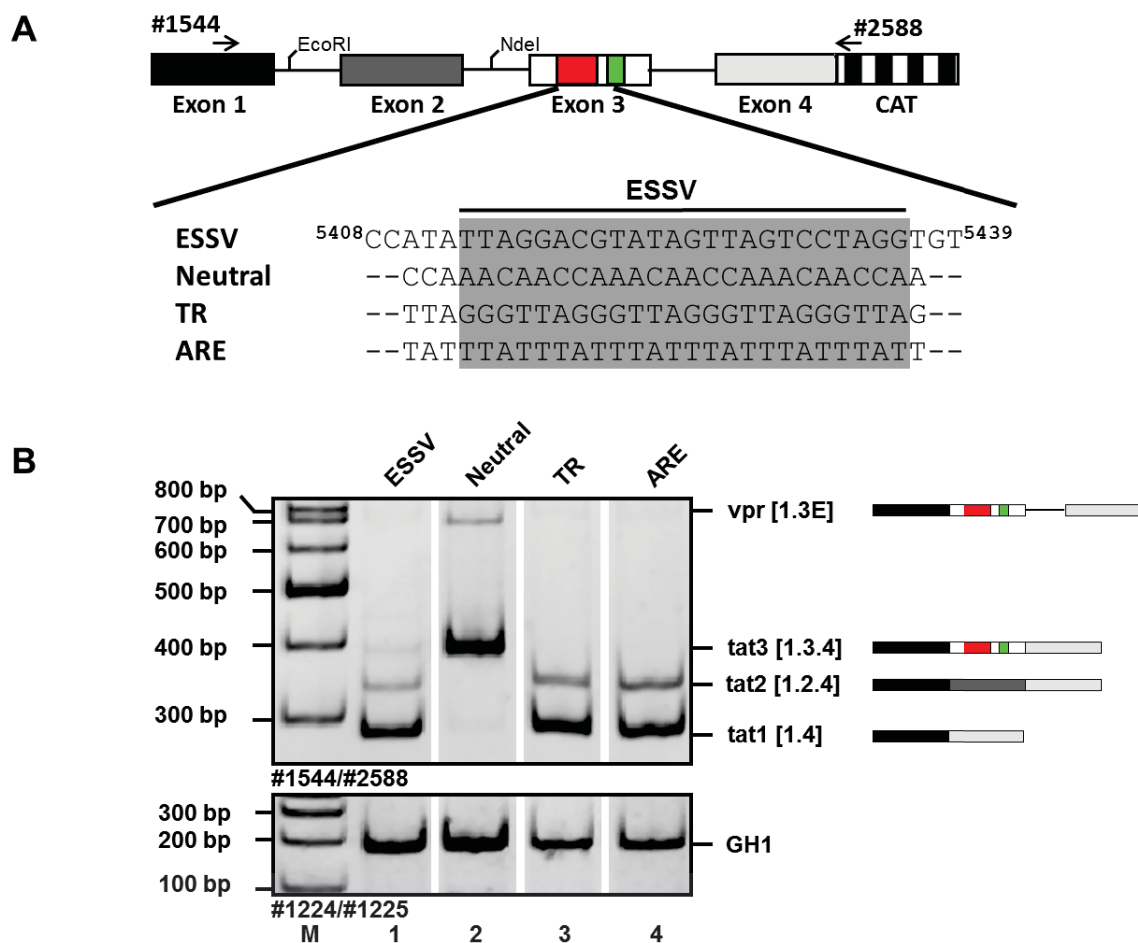 A
#1544
EcoRI
NdeI
#2588
Exon 1
Exon 2
Exon 3
Exon 4
CAT
ESSV
ESSV 5408CCATATTAGGACGTATAGTTAGTCCTAGGTGT5439
Neutral --CCAAACAACCAAACAACCAAACAACCAA
TR --TTAGGGTTAGGGTTAGGGTTAGGGTTAG--
ARE --TATTTATTTATTTATTTATTTATTTATT--
B
ESSV
Neutral
TR
ARE
800 bp
700 bp
600 bp
500 bp
400 bp
300 bp
vpr [1.3E]
tat3 [1.3.4]
tat2 [1.2.4]
tat1 [1.4]
#1544/#2588
300 bp
200 bp
100 bp
GH1
#1224/#1225
M 1 2 3 4